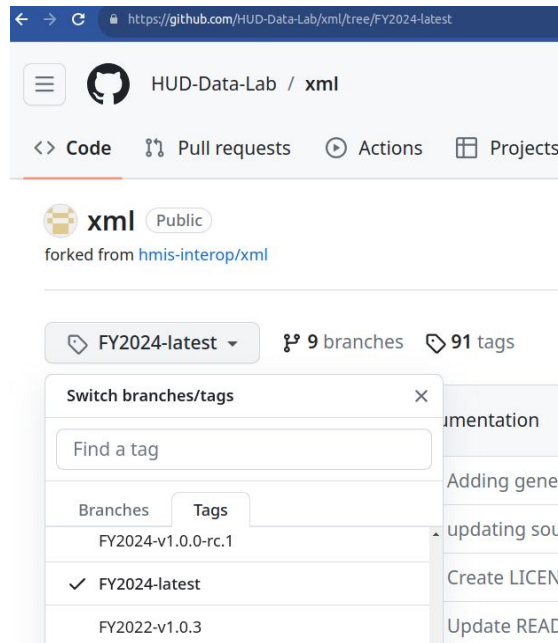 https://github.com/HUD-Data-Lab/xml/tree/FY2024-latest
HUD-Data-Lab / xml
<> Code Pull requests Actions Projects
xml Public
forked from hmis-interop/xml
FY2024-latest 9 branches 91 tags
Switch branches/tags
umentation
Find a tag
Adding gene
Branches Tags
updating sou
FY2024-v1.0.0-rc.1
FY2024-latest
Create LICEN
FY2022-v1.0.3
Update READ